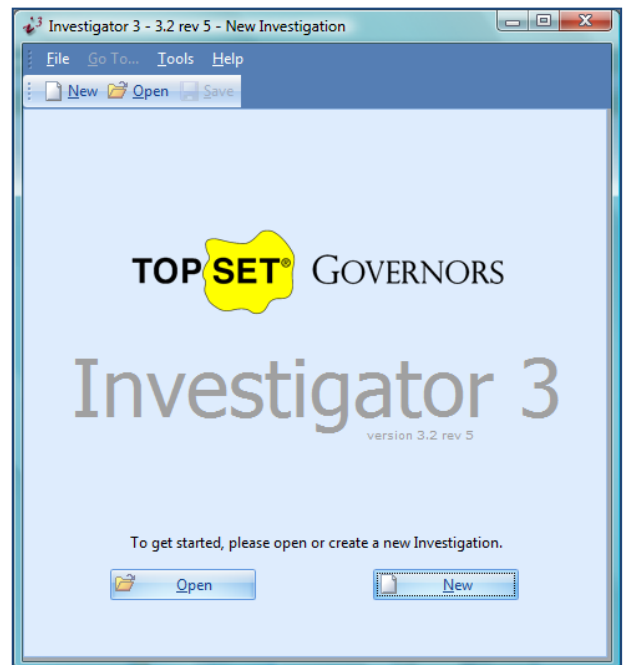 Investigator 3 - 3.2 rev 5 - New Investigation
File Go To... Tools Help
New Open Save
TOP SET® GOVERNORS
Investigator 3
version 3.2 rev 5
To get started, please open or create a new Investigation.
Open New